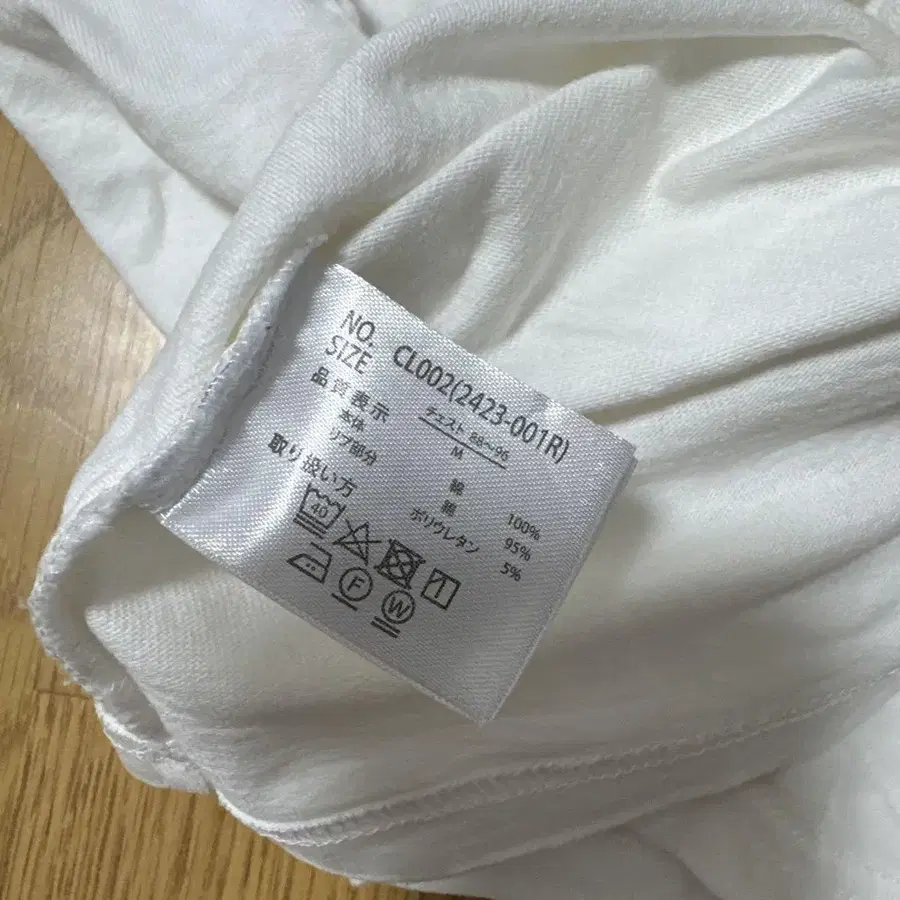 NO. CL002(2423-001R)
SIZE チェスト 88〜96
M
品質表示
本体 綿 100%
リブ部分 綿 95%
ポリウレタン 5%
取り扱い方
40
F
W